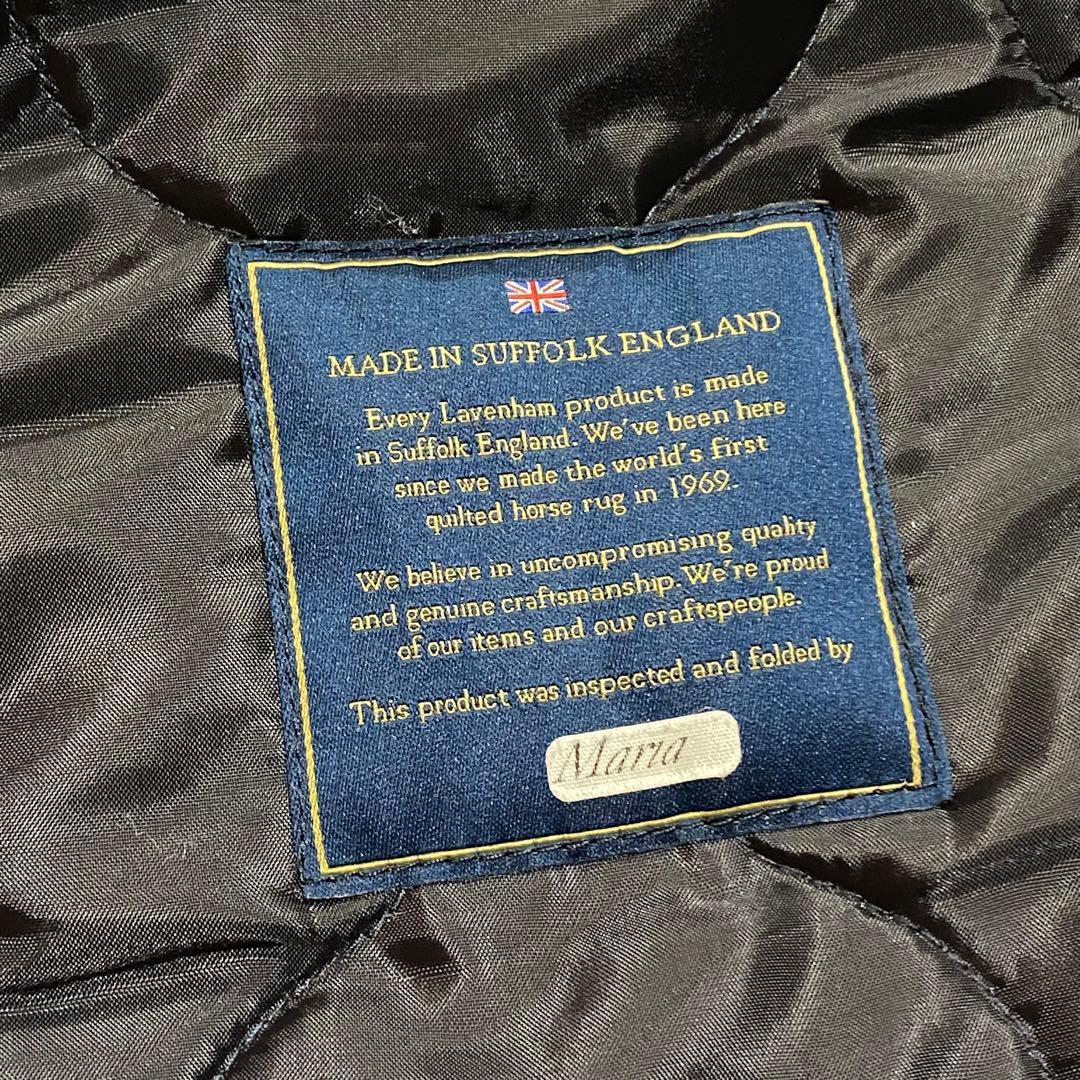 MADE IN SUFFOLK ENGLAND
Every Lavenham product is made
in Suffolk England. We've been here
since we made the world's first
quilted horse rug in 1969.
We believe in uncompromising quality
and genuine craftsmanship. We're proud
of our items and our craftspeople.
This product was inspected and folded by
Maria